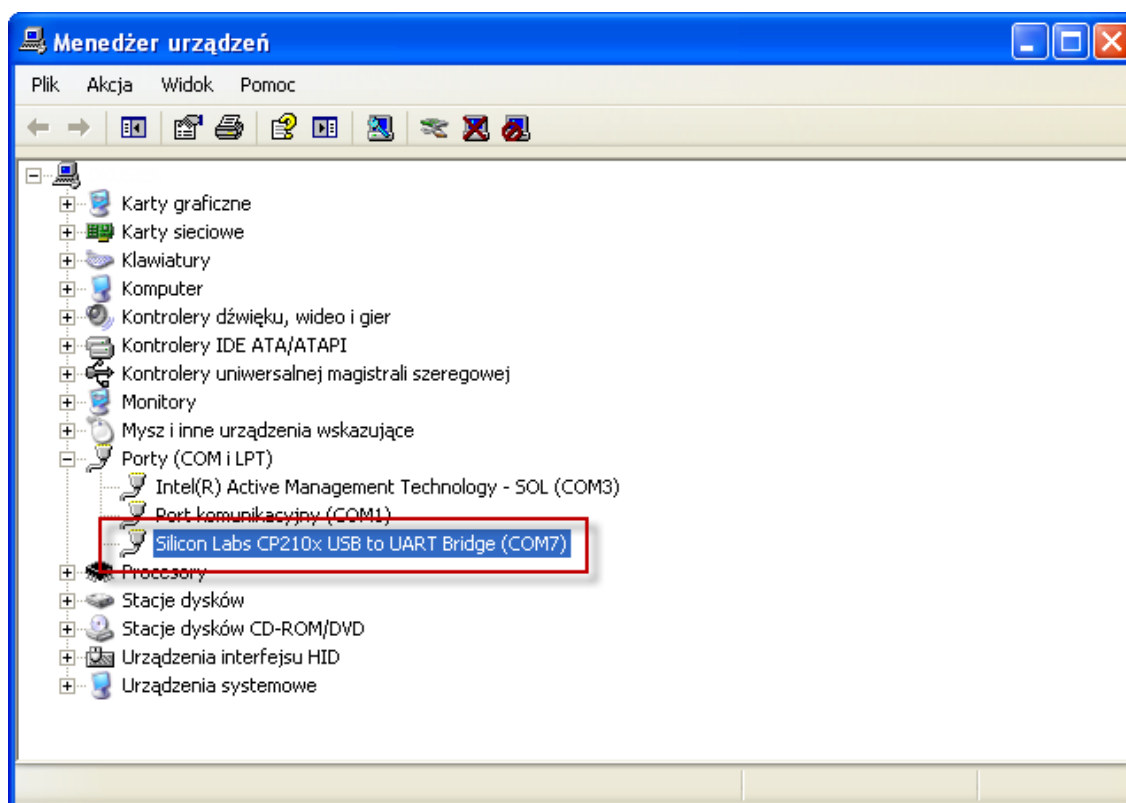 Menedżer urządzeń
Plik Akcja Widok Pomoc
Karty graficzne
Karty sieciowe
Klawiatury
Komputer
Kontrolery dźwięku, wideo i gier
Kontrolery IDE ATA/ATAPI
Kontrolery uniwersalnej magistrali szeregowej
Monitory
Mysz i inne urządzenia wskazujące
Porty (COM i LPT)
Intel(R) Active Management Technology - SOL (COM3)
Port komunikacyjny (COM1)
Silicon Labs CP210x USB to UART Bridge (COM7)
Procesory
Stacje dysków
Stacje dysków CD-ROM/DVD
Urządzenia interfejsu HID
Urządzenia systemowe